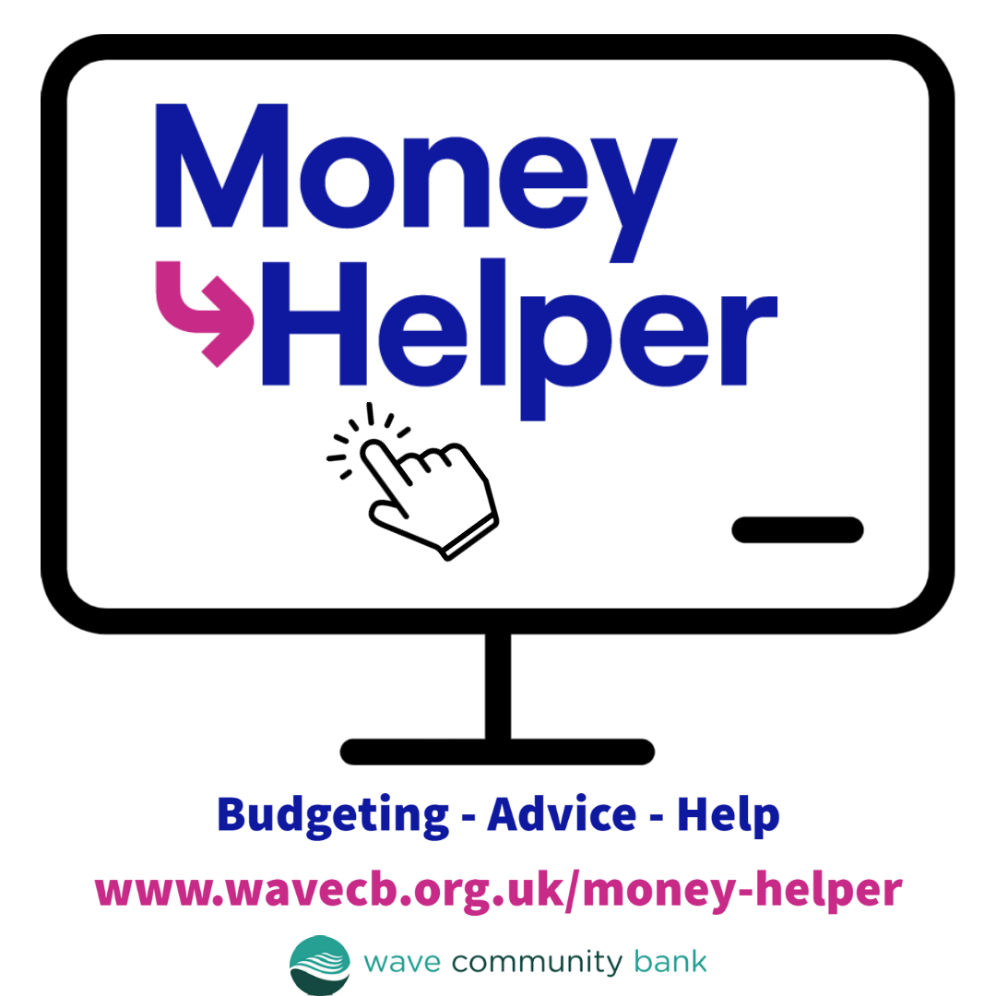 Money
Helper
Budgeting - Advice - Help
www.wavecb.org.uk/money-helper
wave community bank